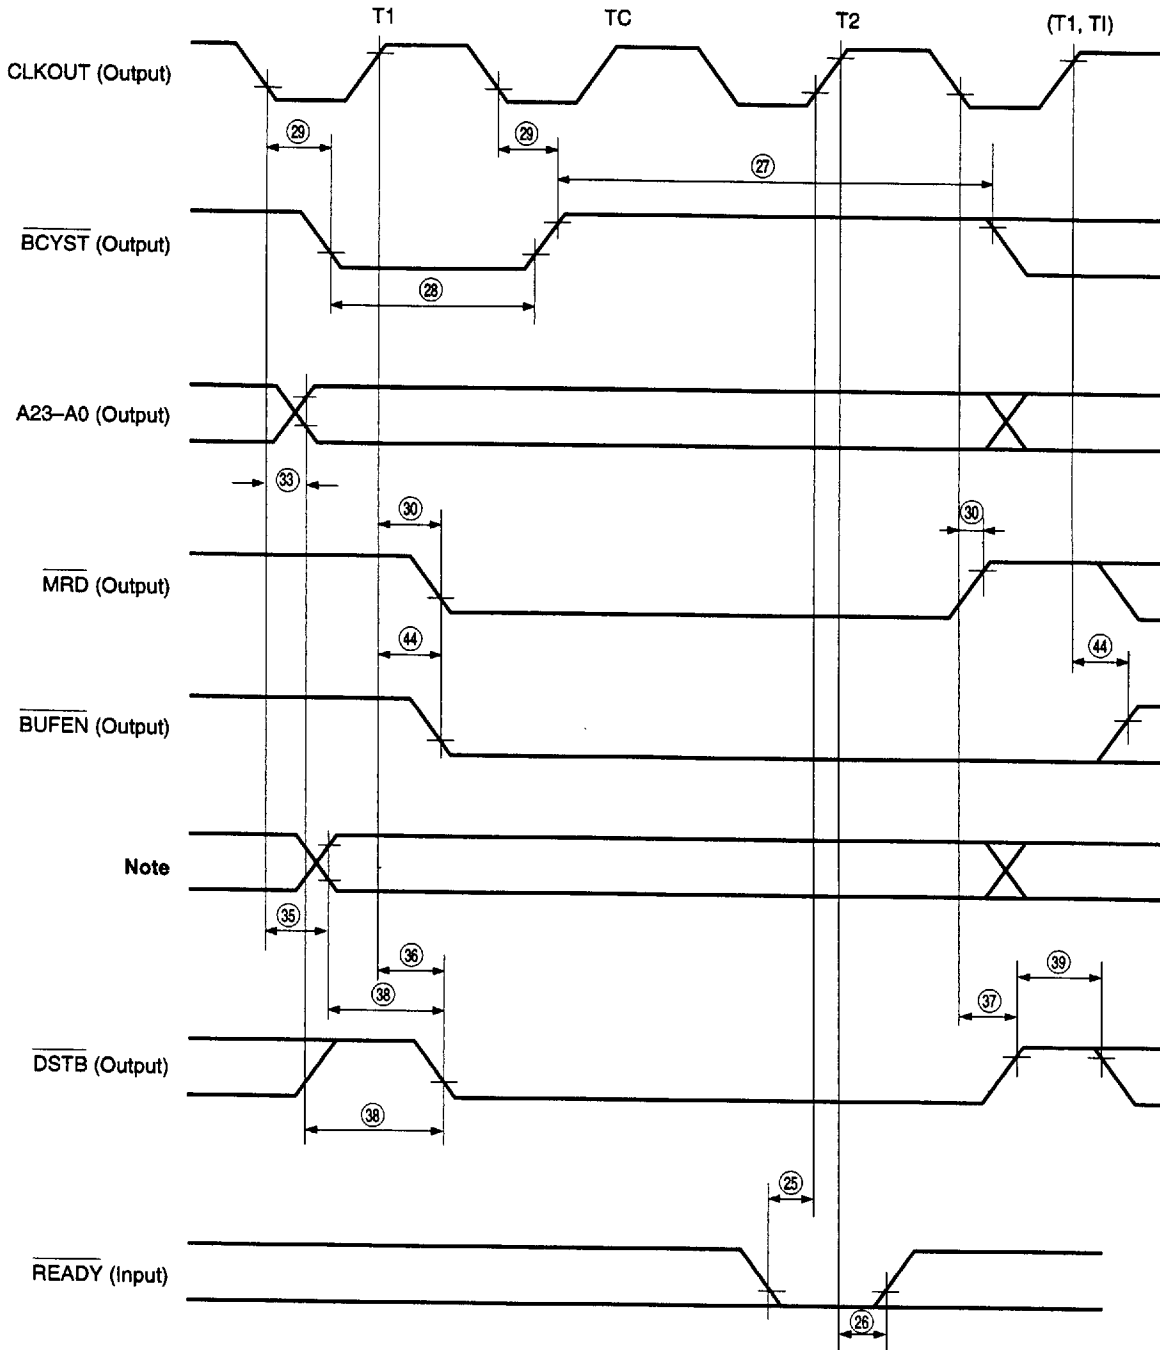 T1 TC T2 (T1, TI)
CLKOUT (Output)
29 29
27
BCYST (Output)
28
A23–A0 (Output)
33
30 30
MRD (Output)
44 44
BUFEN (Output)
Note
35
36 39
38 37
DSTB (Output)
38
25
READY (Input)
26